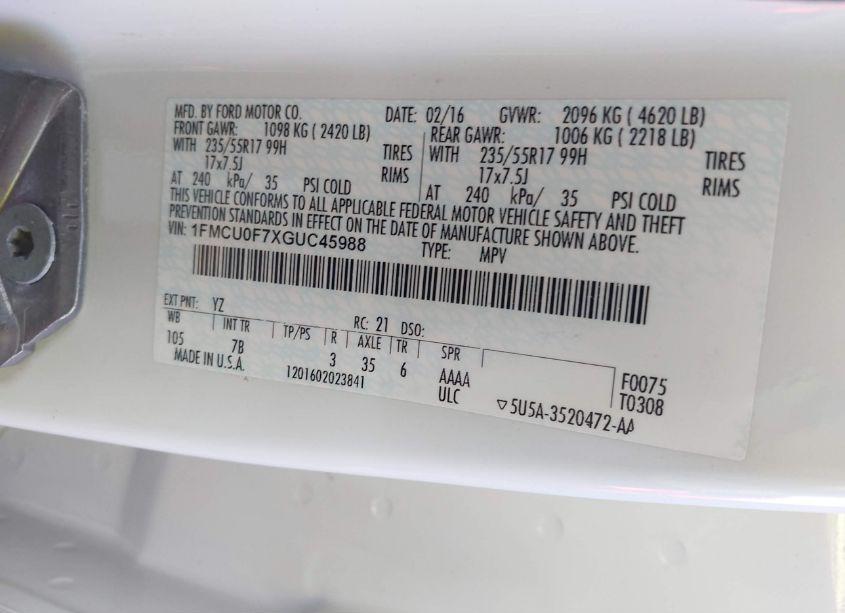 MFD. BY FORD MOTOR CO. DATE: 02/16 GVWR: 2096 KG ( 4620 LB)
FRONT GAWR: 1098 KG ( 2420 LB) REAR GAWR: 1006 KG ( 2218 LB)
WITH 235/55R17 99H TIRES WITH 235/55R17 99H TIRES
17x7.5J RIMS 17x7.5J RIMS
AT 240 kPa/ 35 PSI COLD AT 240 kPa/ 35 PSI COLD
THIS VEHICLE CONFORMS TO ALL APPLICABLE FEDERAL MOTOR VEHICLE SAFETY AND THEFT
PREVENTION STANDARDS IN EFFECT ON THE DATE OF MANUFACTURE SHOWN ABOVE.
VIN: 1FMCU0F7XGUC45988 TYPE: MPV
EXT PNT: YZ RC: 21 DSO:
WB INT TR TP/PS R AXLE TR SPR
105 7B 3 35 6 AAAA F0075
MADE IN U.S.A. 1201602023841 ULC ▽5U5A-3520472-AA T0308